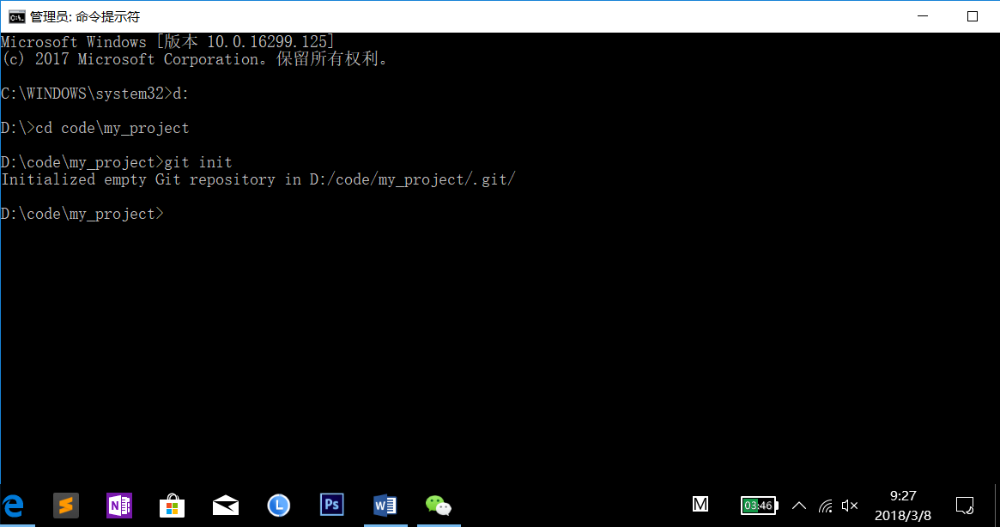 管理员: 命令提示符
Microsoft Windows [版本 10.0.16299.125]
(c) 2017 Microsoft Corporation。保留所有权利。
C:\WINDOWS\system32>d:
D:\>cd code\my_project
D:\code\my_project>git init
Initialized empty Git repository in D:/code/my_project/.git/
D:\code\my_project>
N
L
Ps
W
M
03:46
9:27
2018/3/8